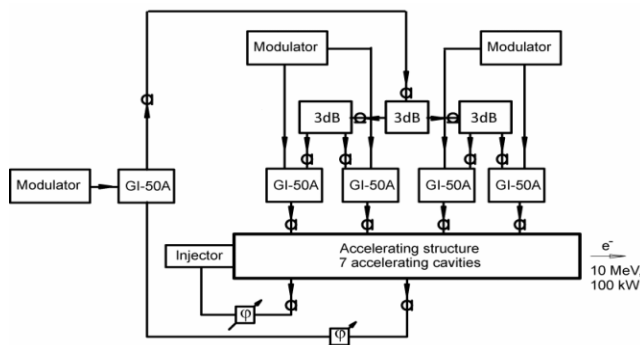 Modulator
Modulator
3dB
3dB
3dB
Modulator
GI-50A
GI-50A
GI-50A
GI-50A
GI-50A
Injector
Accelerating structure
7 accelerating cavities
e-
10 MeV,
100 kW
φ
φ